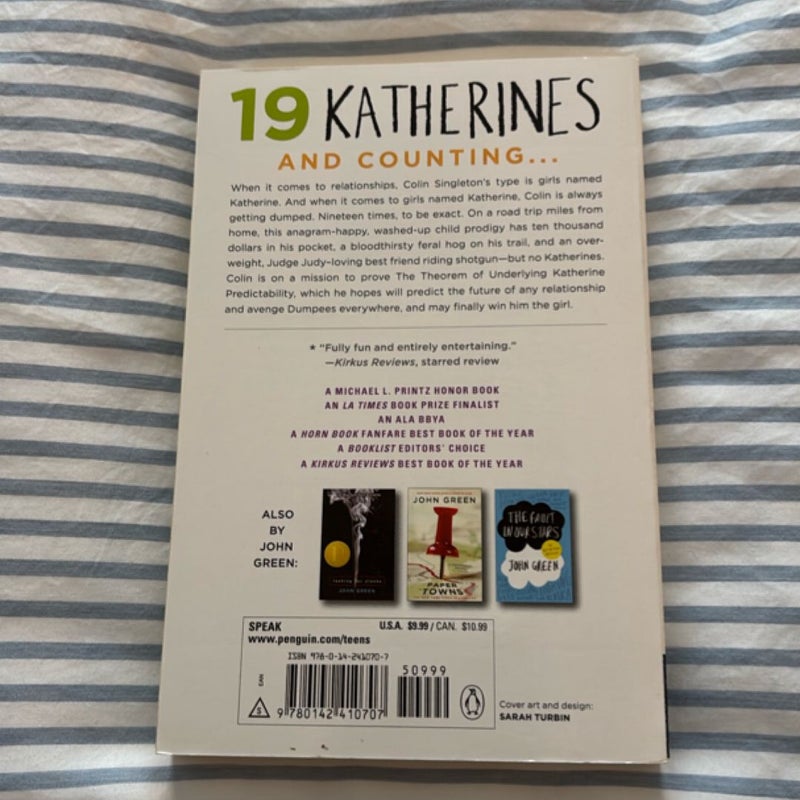 19 KATHERINES
AND COUNTING...
When it comes to relationships, Colin Singleton's type is girls named
Katherine. And when it comes to girls named Katherine, Colin is always
getting dumped. Nineteen times, to be exact. On a road trip miles from
home, this anagram-happy, washed-up child prodigy has ten thousand
dollars in his pocket, a bloodthirsty feral hog on his trail, and an over-
weight, Judge Judy–loving best friend riding shotgun—but no Katherines.
Colin is on a mission to prove The Theorem of Underlying Katherine
Predictability, which he hopes will predict the future of any relationship
and avenge Dumpees everywhere, and may finally win him the girl.
★ "Fully fun and entirely entertaining."
—Kirkus Reviews, starred review
A MICHAEL L. PRINTZ HONOR BOOK
AN LA TIMES BOOK PRIZE FINALIST
AN ALA BBYA
A HORN BOOK FANFARE BEST BOOK OF THE YEAR
A BOOKLIST EDITORS' CHOICE
A KIRKUS REVIEWS BEST BOOK OF THE YEAR
ALSO
BY
JOHN
GREEN:
looking for alaska
JOHN GREEN
JOHN GREEN
PAPER
TOWNS
THE FAULT
IN OUR STARS
JOHN GREEN
SPEAK
www.penguin.com/teens
U.S.A. $9.99 / CAN. $10.99
ISBN 978-0-14-241070-7
50999
EAN
S
9 780142 410707
Cover art and design:
SARAH TURBIN